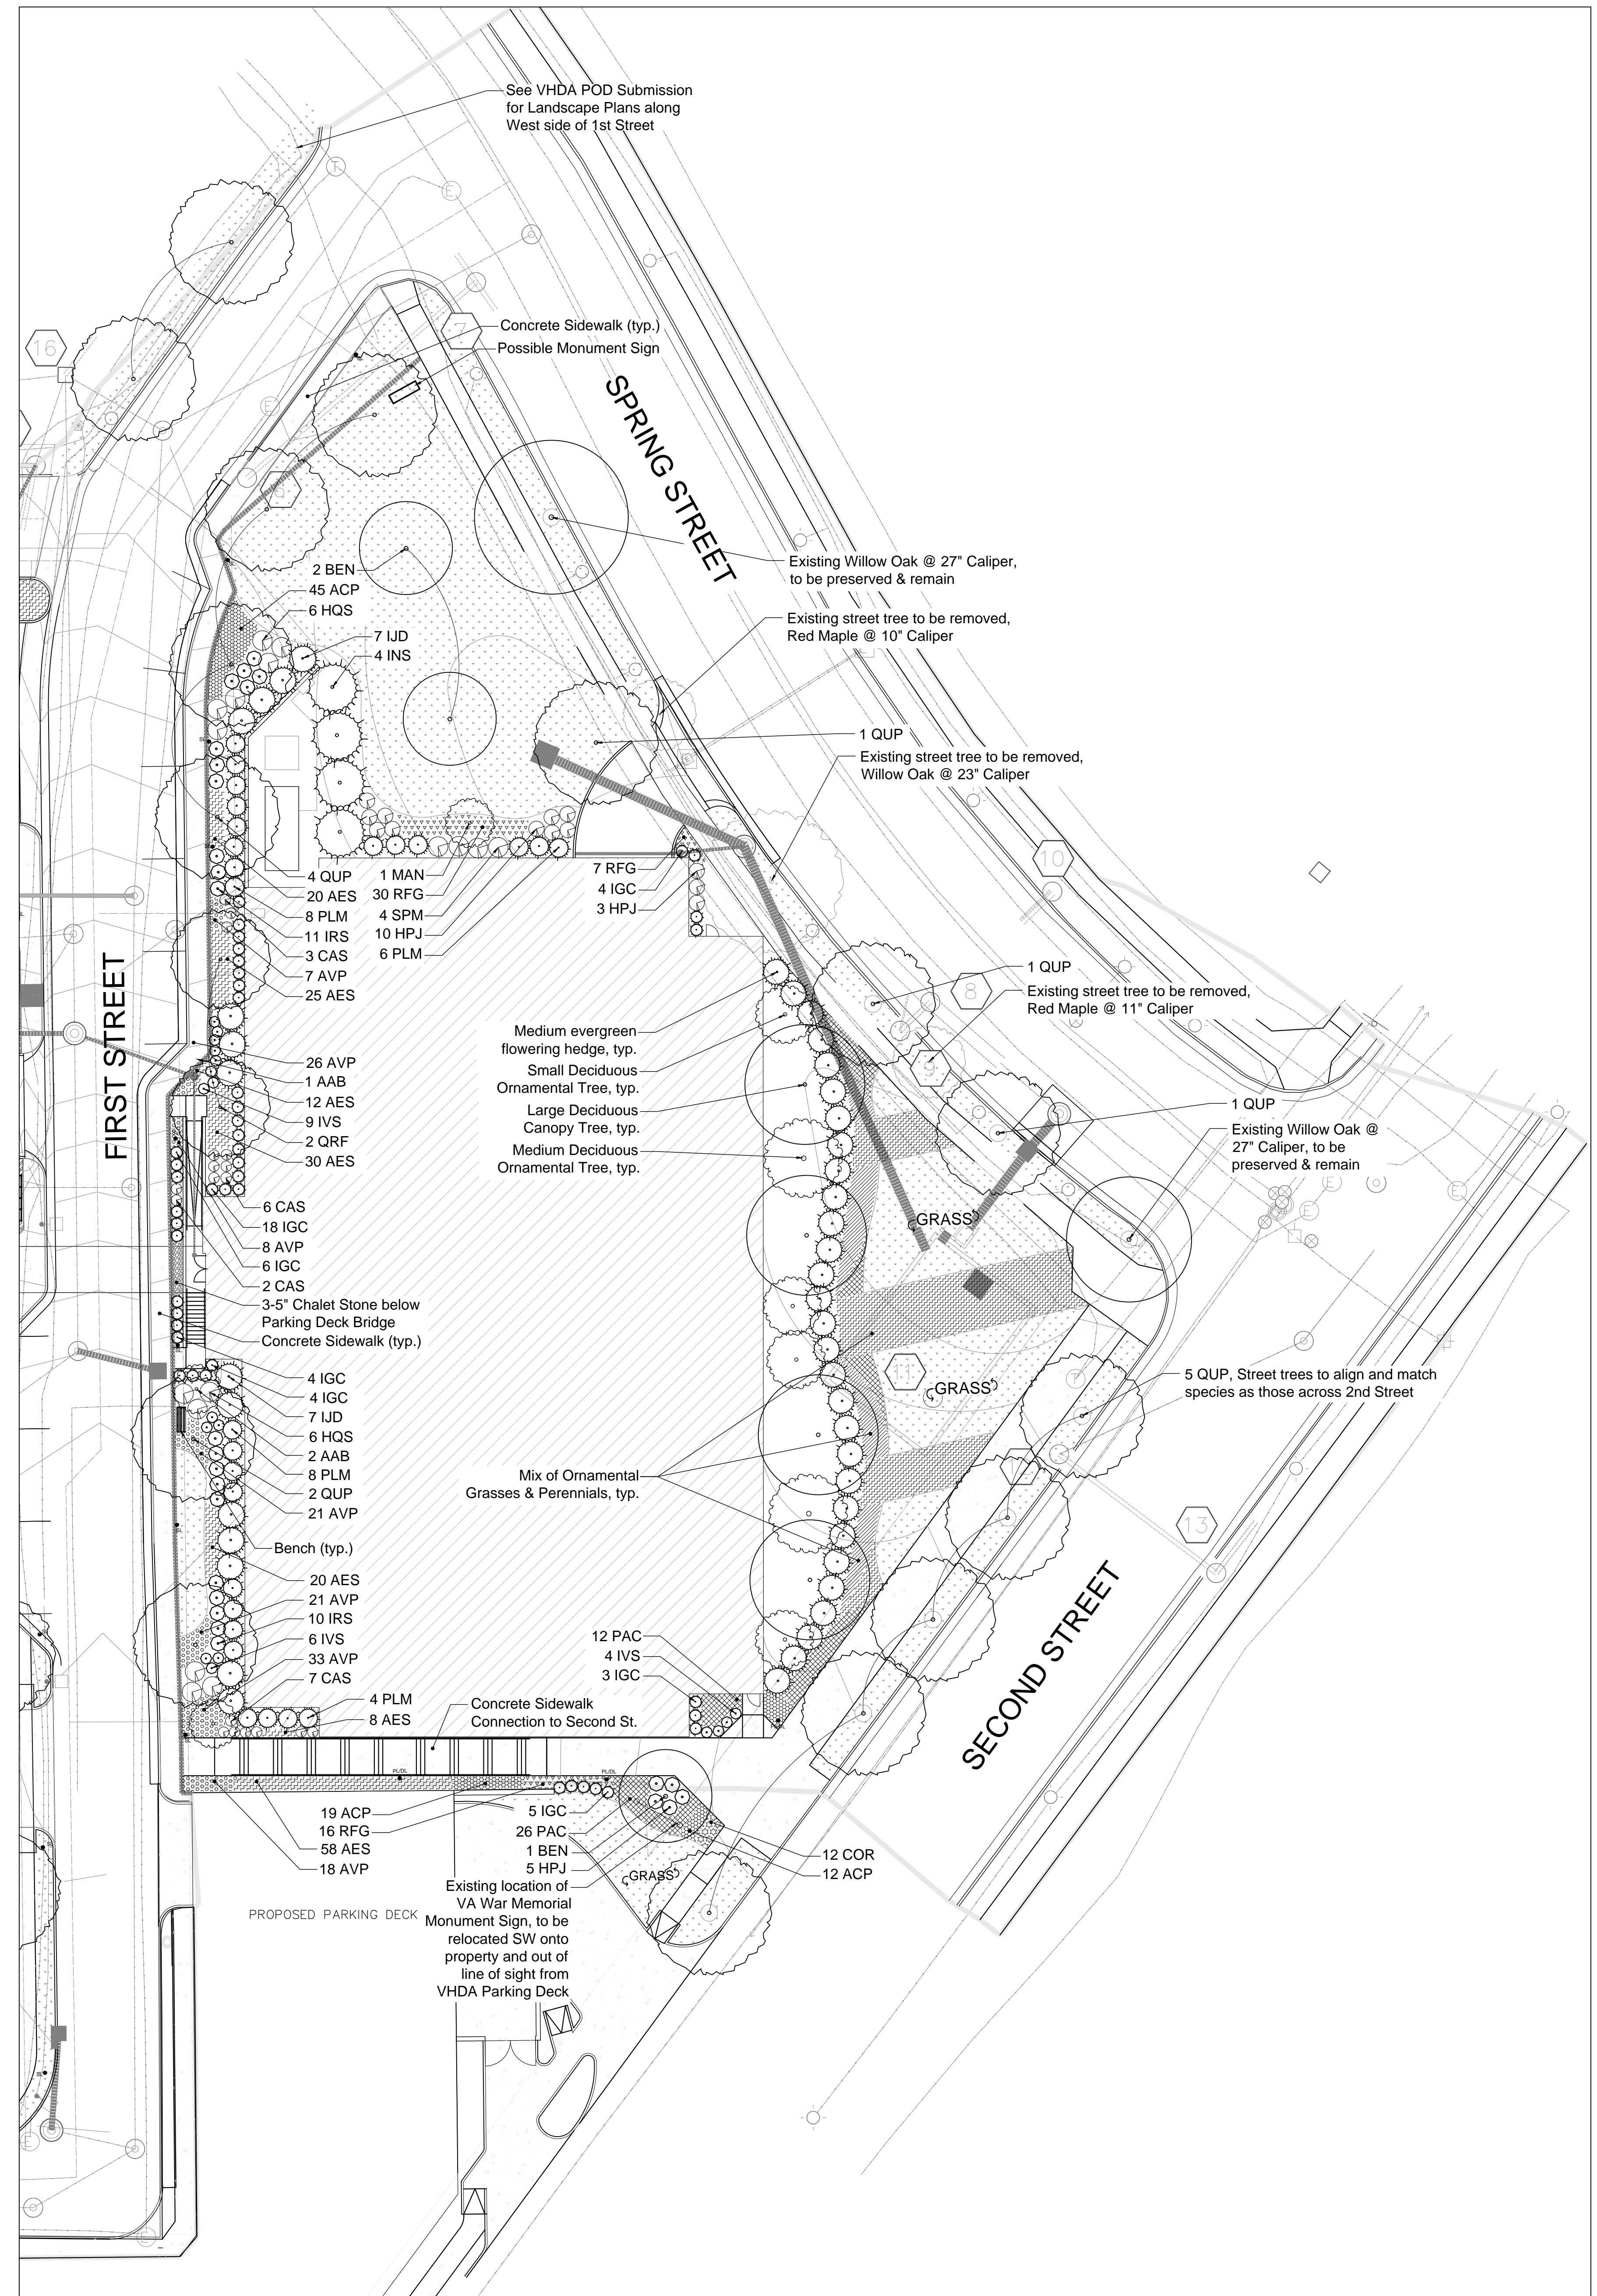 See VHDA POD Submission
for Landscape Plans along
West side of 1st Street
Concrete Sidewalk (typ.)
Possible Monument Sign
16
7
6
SPRING STREET
Existing Willow Oak @ 27" Caliper,
to be preserved & remain
Existing street tree to be removed,
Red Maple @ 10" Caliper
2 BEN
45 ACP
6 HQS
7 IJD
4 INS
1 QUP
Existing street tree to be removed,
Willow Oak @ 23" Caliper
10
4 QUP
20 AES
8 PLM
11 IRS
3 CAS
7 AVP
25 AES
1 MAN
30 RFG
4 SPM
10 HPJ
6 PLM
7 RFG
4 IGC
3 HPJ
FIRST STREET
1 QUP
Existing street tree to be removed,
Red Maple @ 11" Caliper
8
9
Medium evergreen
flowering hedge, typ.
Small Deciduous
Ornamental Tree, typ.
Large Deciduous
Canopy Tree, typ.
Medium Deciduous
Ornamental Tree, typ.
26 AVP
1 AAB
12 AES
9 IVS
2 QRF
30 AES
1 QUP
Existing Willow Oak @
27" Caliper, to be
preserved & remain
6 CAS
18 IGC
8 AVP
6 IGC
2 CAS
3-5" Chalet Stone below
Parking Deck Bridge
Concrete Sidewalk (typ.)
GRASS
GRASS
11
5 QUP, Street trees to align and match
species as those across 2nd Street
4 IGC
4 IGC
7 IJD
6 HQS
2 AAB
8 PLM
2 QUP
21 AVP
Bench (typ.)
Mix of Ornamental
Grasses & Perennials, typ.
13
20 AES
21 AVP
10 IRS
6 IVS
33 AVP
7 CAS
4 PLM
8 AES
12 PAC
4 IVS
3 IGC
Concrete Sidewalk
Connection to Second St.
SECOND STREET
PL/DL
PL/DL
19 ACP
16 RFG
58 AES
18 AVP
5 IGC
26 PAC
1 BEN
5 HPJ
12 COR
12 ACP
GRASS
Existing location of
VA War Memorial
Monument Sign, to be
relocated SW onto
property and out of
line of sight from
VHDA Parking Deck
PROPOSED PARKING DECK